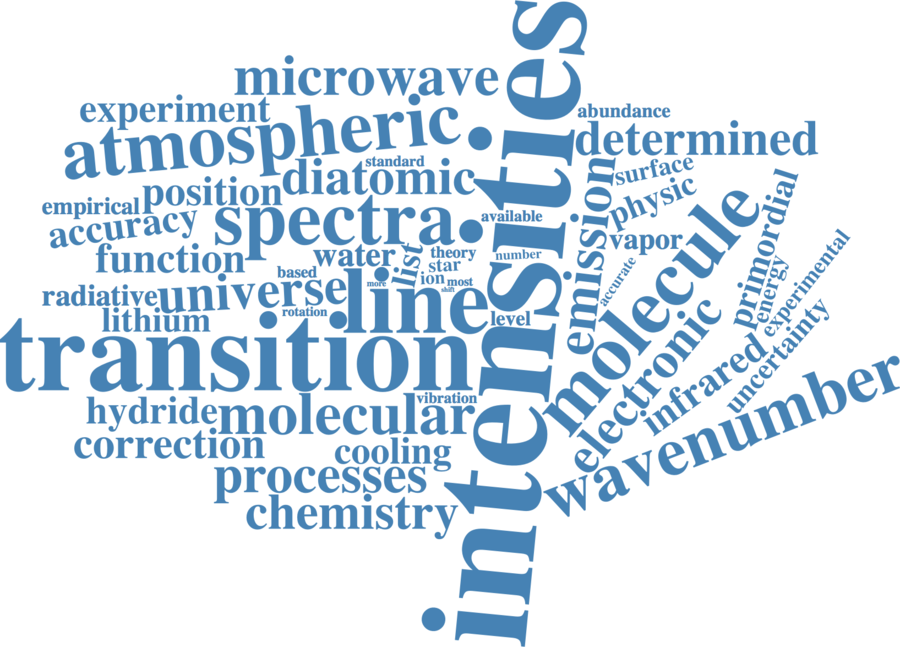 microwave
experiment
atmospheric
standard
diatomic
position
empirical
accuracy
spectra
available
function
water
list
theory
star
number
based
ion
most
more
shift
radiative
universe
line
lithium
rotation
level
transition
vibration
hydride
molecular
correction
cooling
processes
chemistry
intensities
abundance
determined
surface
physic
emission
vapor
accurate
molecule
primordial
energy
experimental
electronic
infrared
uncertainty
wavenumber